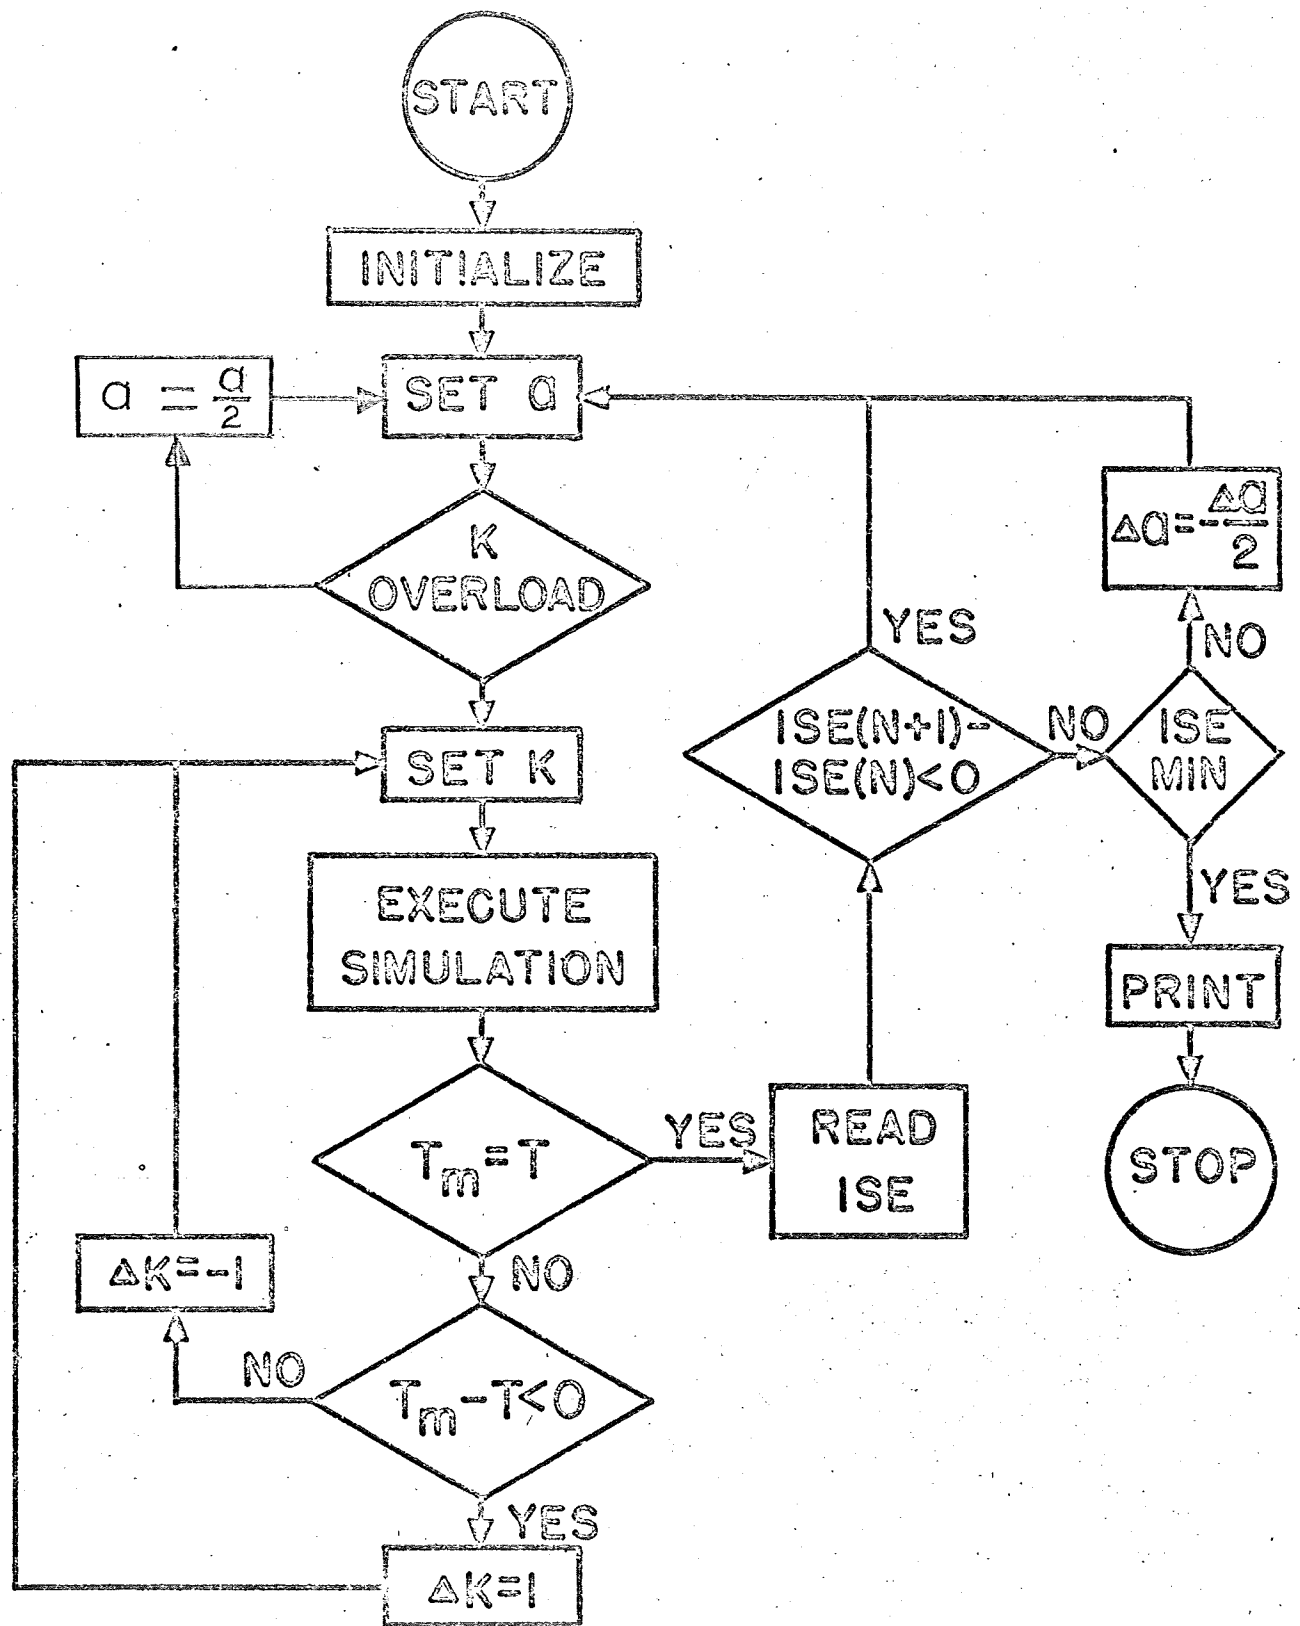 START
INITIALIZE
a = a/2
SET a
K
OVERLOAD
SET K
EXECUTE
SIMULATION
Tm=T
YES
NO
Tm-T<0
NO
ΔK=-1
YES
ΔK=1
READ
ISE
ISE(N+1)-
ISE(N)<0
YES
NO
ISE
MIN
NO
Δa=-Δa/2
YES
PRINT
STOP